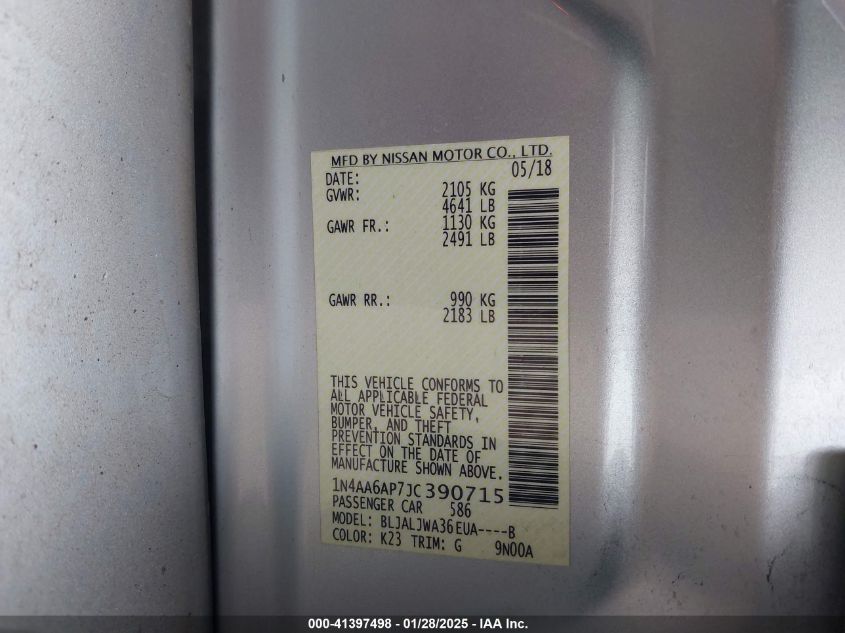 MFD BY NISSAN MOTOR CO., LTD.
DATE: 05/18
GVWR: 2105 KG
4641 LB
GAWR FR.: 1130 KG
2491 LB
GAWR RR.: 990 KG
2183 LB
THIS VEHICLE CONFORMS TO
ALL APPLICABLE FEDERAL
MOTOR VEHICLE SAFETY,
BUMPER, AND THEFT
PREVENTION STANDARDS IN
EFFECT ON THE DATE OF
MANUFACTURE SHOWN ABOVE.
1N4AA6AP7JC390715
PASSENGER CAR 586
MODEL: BLJALJWA36EUA----B
COLOR: K23 TRIM: G 9N00A
000-41397498 — 01/28/2025 — IAA Inc.